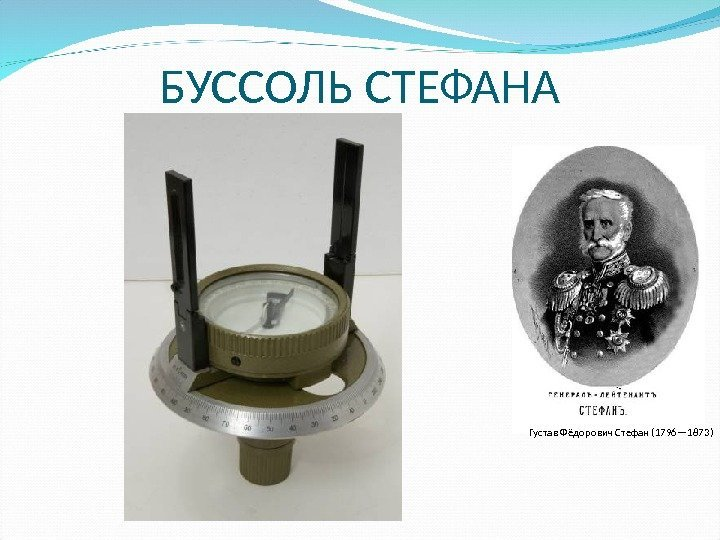 БУССОЛЬ СТЕФАНА
ГЕНЕРАЛЪ-ЛЕЙТЕНАНТЪ
СТЕФАНЪ.
Густав Фёдорович Стефан (1796—1873)